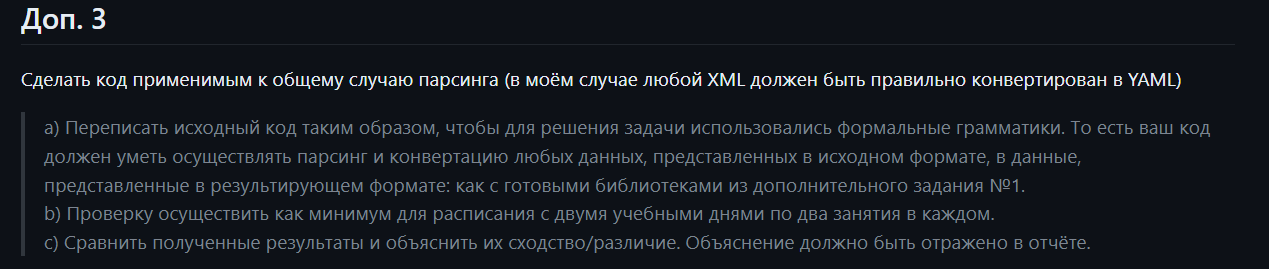 Доп. 3
Сделать код применимым к общему случаю парсинга (в моём случае любой XML должен быть правильно конвертирован в YAML)
a) Переписать исходный код таким образом, чтобы для решения задачи использовались формальные грамматики. То есть ваш код
должен уметь осуществлять парсинг и конвертацию любых данных, представленных в исходном формате, в данные,
представленные в результирующем формате: как с готовыми библиотеками из дополнительного задания №1.
b) Проверку осуществить как минимум для расписания с двумя учебными днями по два занятия в каждом.
c) Сравнить полученные результаты и объяснить их сходство/различие. Объяснение должно быть отражено в отчёте.